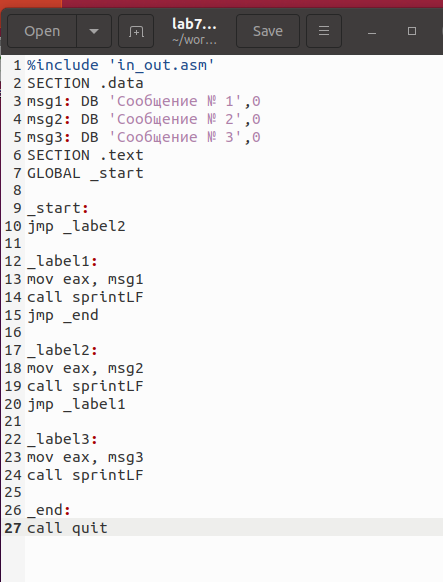 Open
lab7...
~/wor...
Save
1 %include 'in_out.asm'
2 SECTION .data
3 msg1: DB 'Сообщение № 1',0
4 msg2: DB 'Сообщение № 2',0
5 msg3: DB 'Сообщение № 3',0
6 SECTION .text
7 GLOBAL _start
8
9 _start:
10 jmp _label2
11
12 _label1:
13 mov eax, msg1
14 call sprintLF
15 jmp _end
16
17 _label2:
18 mov eax, msg2
19 call sprintLF
20 jmp _label1
21
22 _label3:
23 mov eax, msg3
24 call sprintLF
25
26 _end:
27 call quit